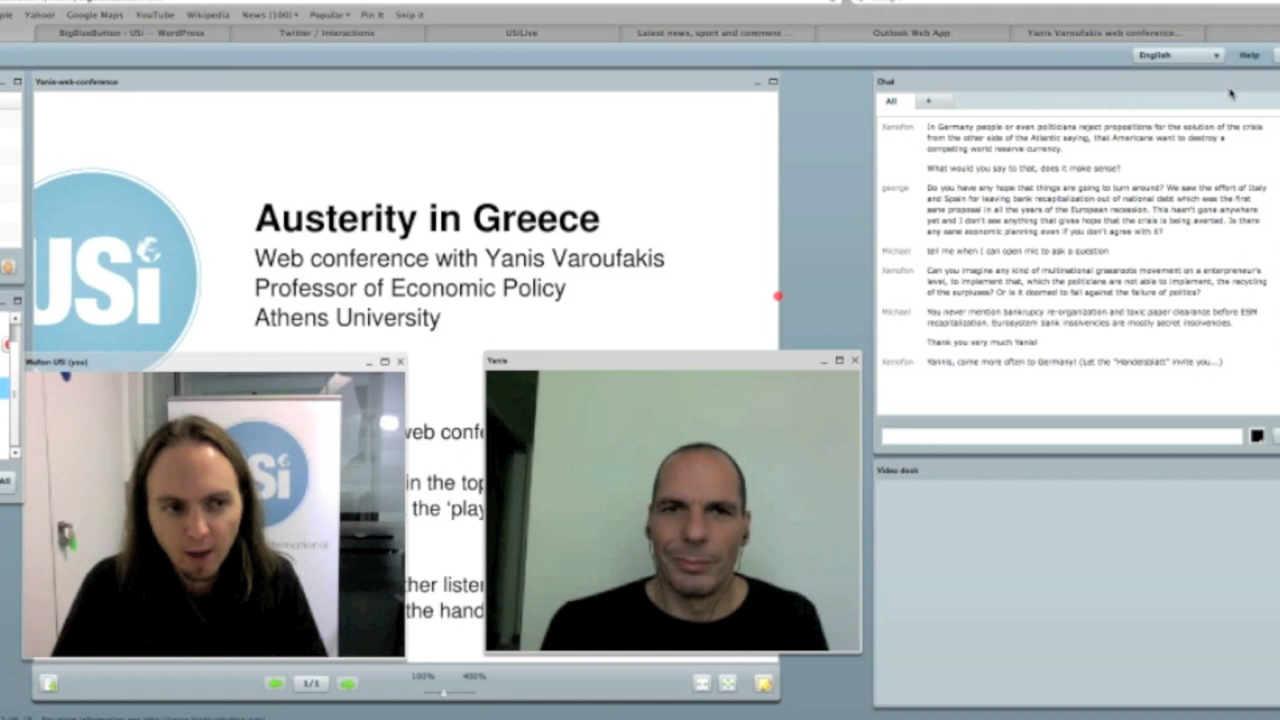 ple Yahoo! Google Maps YouTube Wikipedia News (100) Popular Pin It Snip it
BigBlueButton - USi — WordPress
Twitter / Interactions
USiLive
Latest news, sport and comment ...
Outlook Web App
Yanis Varoufakis web conference...
English
Help
Yanis-web-conference
USi
Austerity in Greece
Web conference with Yanis Varoufakis
Professor of Economic Policy
Athens University
web confe
in the top
the 'play
ther listen
the hand
Walton USi (you)
Si
international
Yanis
100%
400%
1/1
All
Chat
All
+
Xenofon In Germany people or even politicians reject propositions for the solution of the crisis
from the other side of the Atlantic saying, that Americans want to destroy a
competing world reserve currency.
What would you say to that, does it make sense?
george Do you have any hope that things are going to turn around? We saw the effort of Italy
and Spain for leaving bank recapitalization out of national debt which was the first
sane proposal in all the years of the European recession. This hasn't gone anywhere
yet and I don't see anything that gives hope that the crisis is being averted. Is there
any sane economic planning even if you don't agree with it?
Michael tell me when I can open mic to ask a question
Xenofon Can you imagine any kind of multinational grassroots movement on a enterpreneur's
level, to implement that, which the politicians are not able to implement, the recycling
of the surpluses? Or is it doomed to fail against the failure of politics?
Michael You never mention bankrupcy re-organization and toxic paper clearance before ESM
recapitalization. Eurosystem bank insolvencies are mostly secret insolvencies.
Thank you very much Yanis!
Xenofon Yannis, come more often to Germany! (Let the "Handelsblatt" invite you...)
Video dock